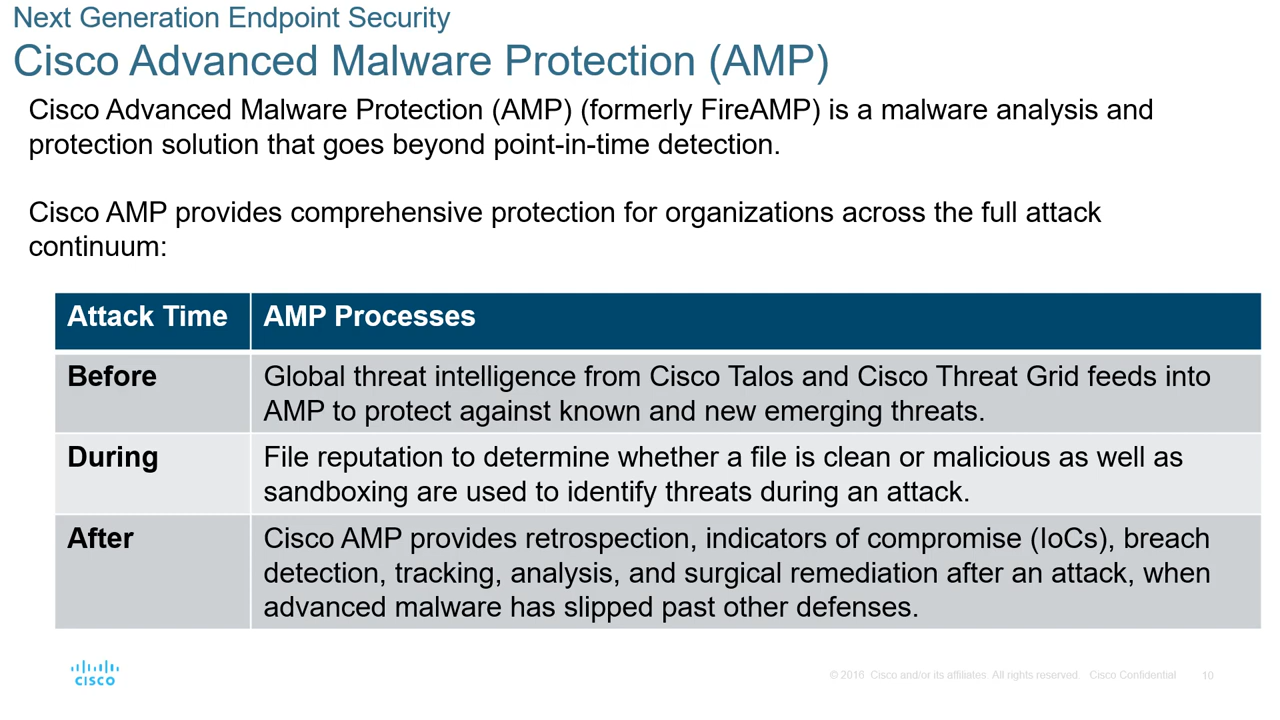 Next Generation Endpoint Security
Cisco Advanced Malware Protection (AMP)
Cisco Advanced Malware Protection (AMP) (formerly FireAMP) is a malware analysis and
protection solution that goes beyond point-in-time detection.
Cisco AMP provides comprehensive protection for organizations across the full attack
continuum:
Attack Time AMP Processes
Before Global threat intelligence from Cisco Talos and Cisco Threat Grid feeds into
AMP to protect against known and new emerging threats.
During File reputation to determine whether a file is clean or malicious as well as
sandboxing are used to identify threats during an attack.
After Cisco AMP provides retrospection, indicators of compromise (IoCs), breach
detection, tracking, analysis, and surgical remediation after an attack, when
advanced malware has slipped past other defenses.
CISCO © 2016 Cisco and/or its affiliates. All rights reserved. Cisco Confidential 10